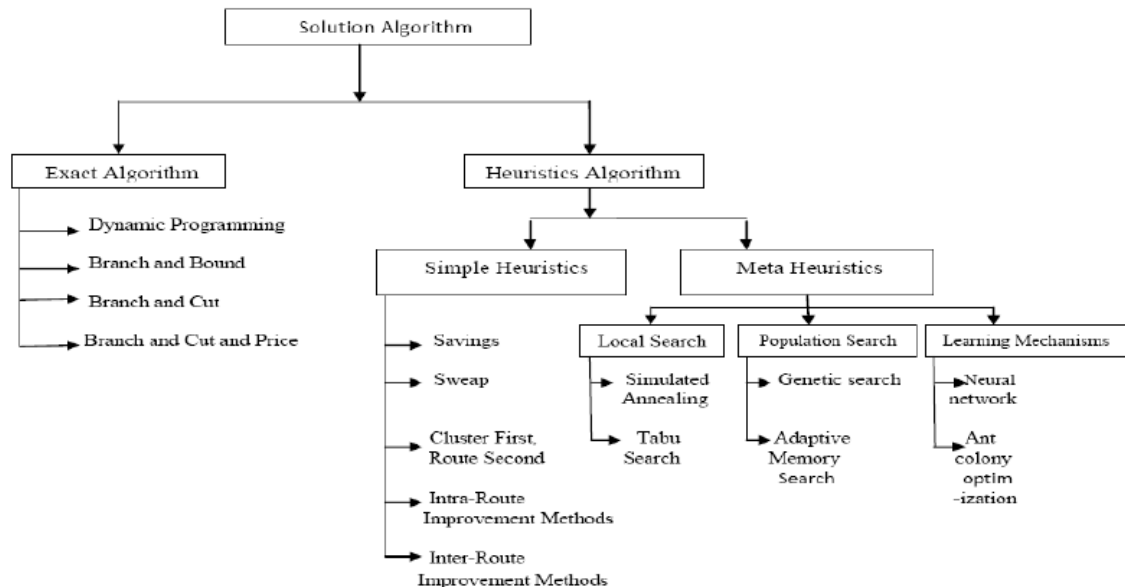 Solution Algorithm
Exact Algorithm
Heuristics Algorithm
Dynamic Programming
Branch and Bound
Branch and Cut
Branch and Cut and Price
Simple Heuristics
Meta Heuristics
Savings
Sweap
Cluster First,
Route Second
Intra-Route
Improvement Methods
Inter-Route
Improvement Methods
Local Search
Simulated
Annealing
Tabu
Search
Population Search
Genetic search
Adaptive
Memory
Search
Learning Mechanisms
Neural
network
Ant
colony
optim
-ization